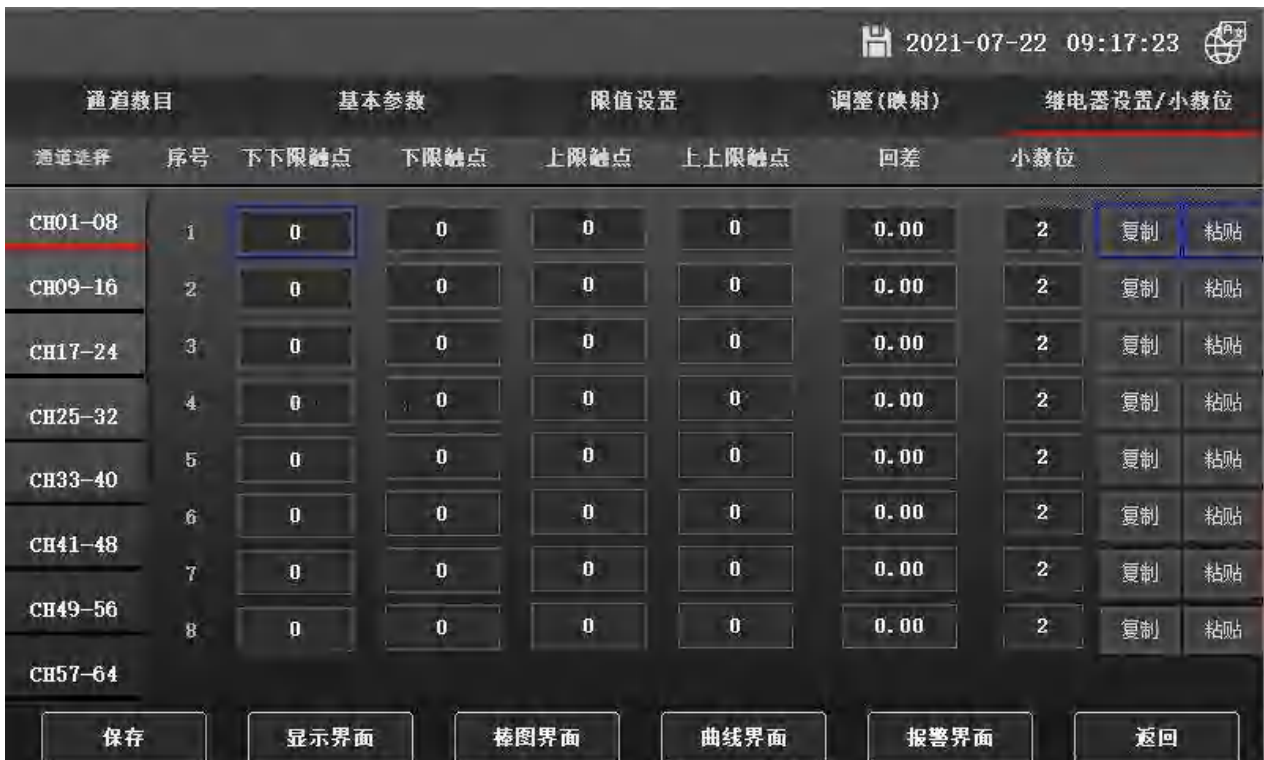 2021-07-22 09:17:23
通道数目 基本参数 限值设置 调整(映射) 继电器设置/小数位
通道选择 序号 下下限触点 下限触点 上限触点 上上限触点 回差 小数位
CH01-08 1 0 0 0 0 0.00 2 复制 粘贴
CH09-16 2 0 0 0 0 0.00 2 复制 粘贴
CH17-24 3 0 0 0 0 0.00 2 复制 粘贴
CH25-32 4 0 0 0 0 0.00 2 复制 粘贴
CH33-40 5 0 0 0 0 0.00 2 复制 粘贴
CH41-48 6 0 0 0 0 0.00 2 复制 粘贴
CH49-56 7 0 0 0 0 0.00 2 复制 粘贴
CH57-64 8 0 0 0 0 0.00 2 复制 粘贴
保存 显示界面 棒图界面 曲线界面 报警界面 返回